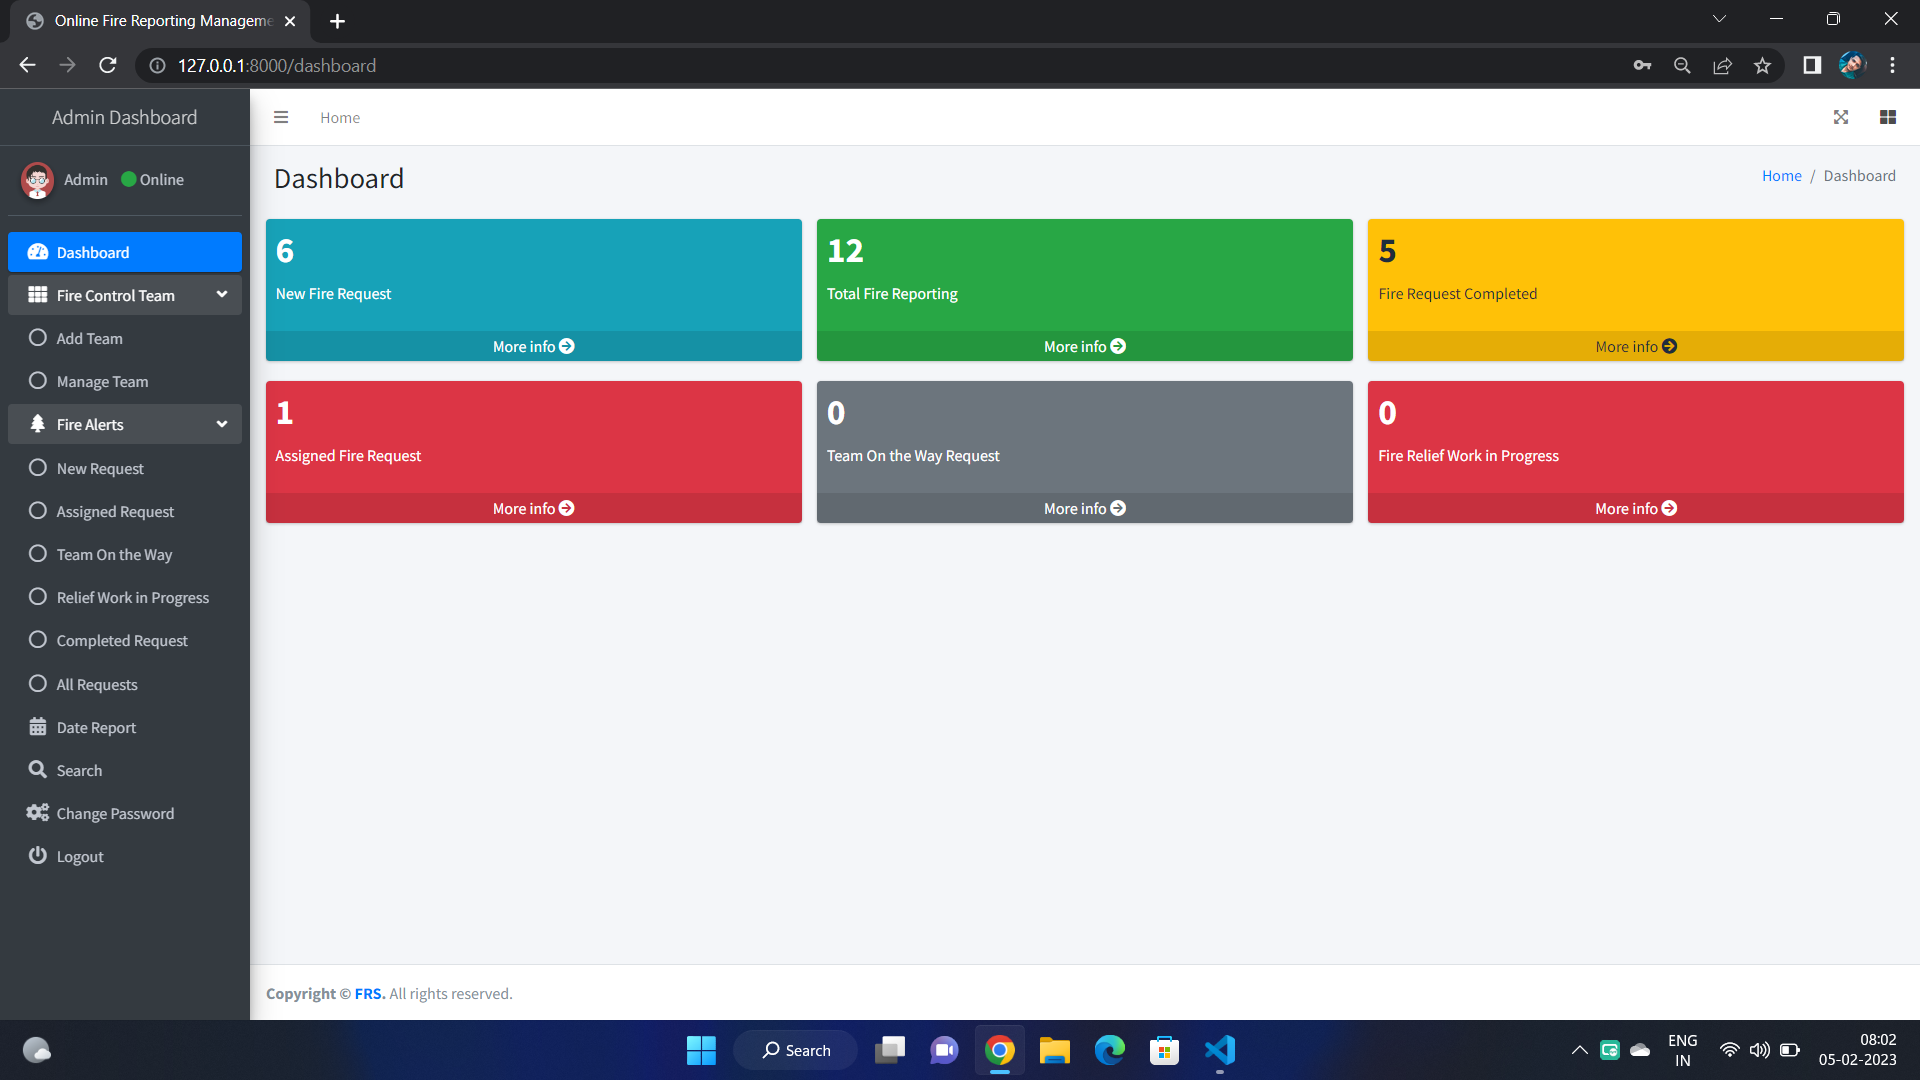 Online Fire Reporting Manageme
127.0.0.1:8000/dashboard
Admin Dashboard
Home
Admin Online
Dashboard
Home / Dashboard
Dashboard
Fire Control Team
Add Team
Manage Team
Fire Alerts
New Request
Assigned Request
Team On the Way
Relief Work in Progress
Completed Request
All Requests
Date Report
Search
Change Password
Logout
6
New Fire Request
More info
12
Total Fire Reporting
More info
5
Fire Request Completed
More info
1
Assigned Fire Request
More info
0
Team On the Way Request
More info
0
Fire Relief Work in Progress
More info
Copyright © FRS. All rights reserved.
Search
ENG
IN
08:02
05-02-2023